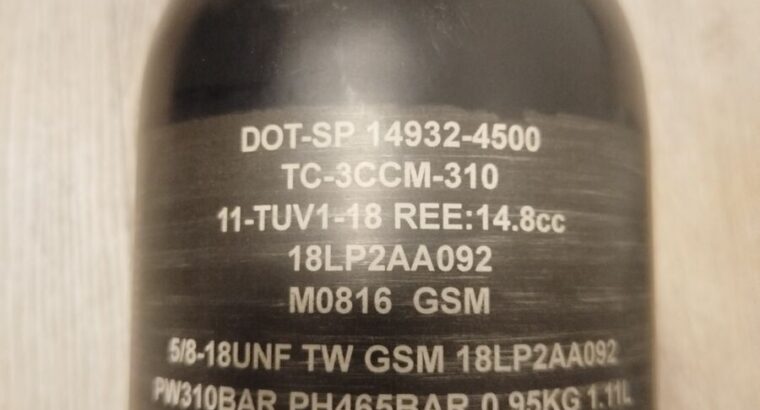 DOT-SP 14932-4500
TC-3CCM-310
11-TUV1-18 REE:14.8cc
18LP2AA092
M0816 GSM
5/8-18UNF TW GSM 18LP2AA092
PW310BAR PH465BAR 0.95KG 1.11L